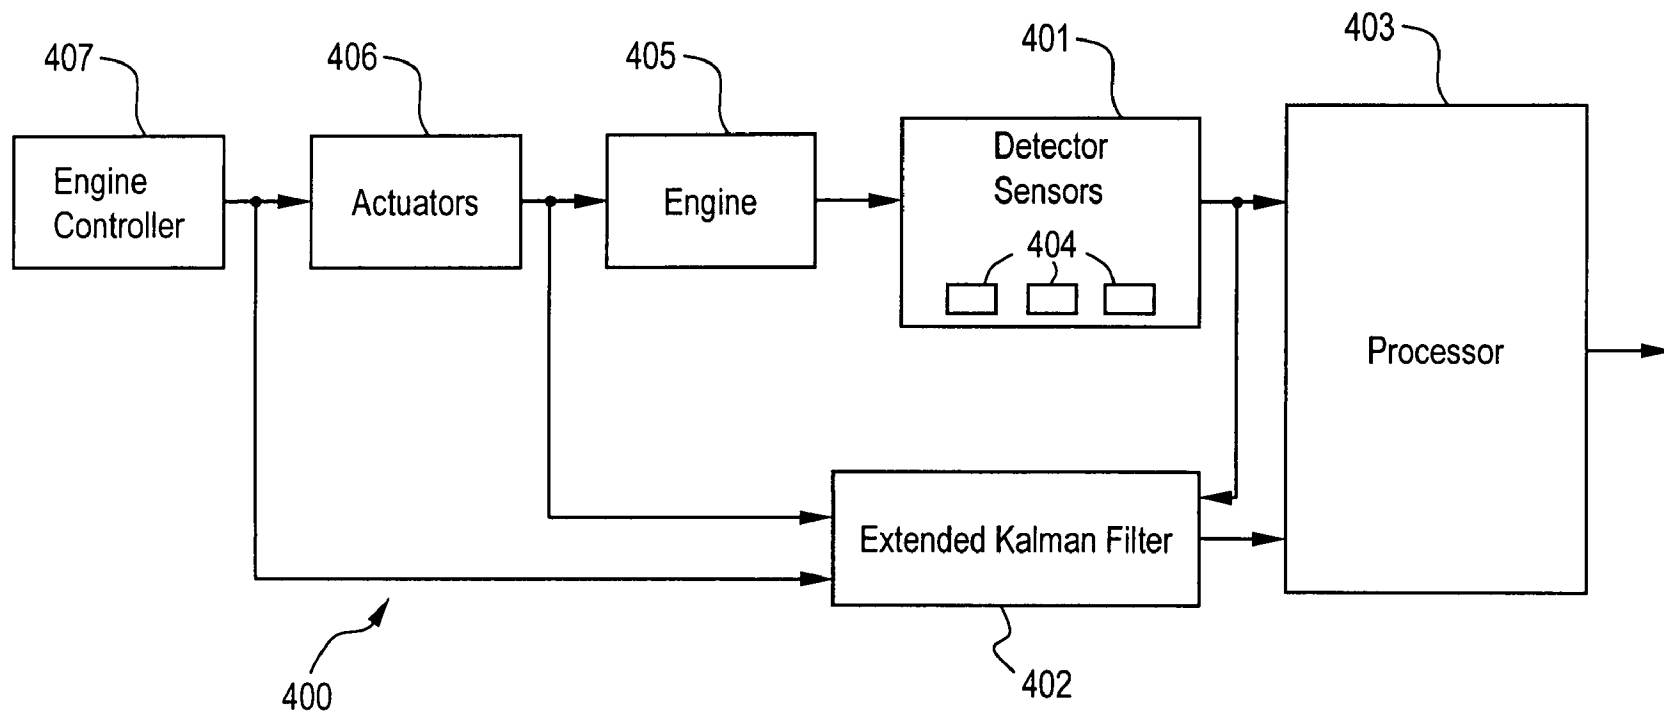 407
406
405
401
403
Engine
Controller
Actuators
Engine
Detector
Sensors
404
Processor
Extended Kalman Filter
400
402